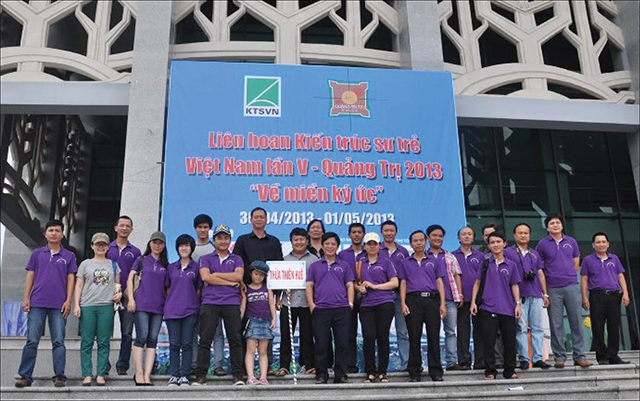 KTSVN
Liên hoan Kiến trúc sư trẻ
Việt Nam lần V - Quảng Trị 2013
"Về miền ký ức"
30/04/2013 - 01/05/2013
THỪA THIÊN HUẾ